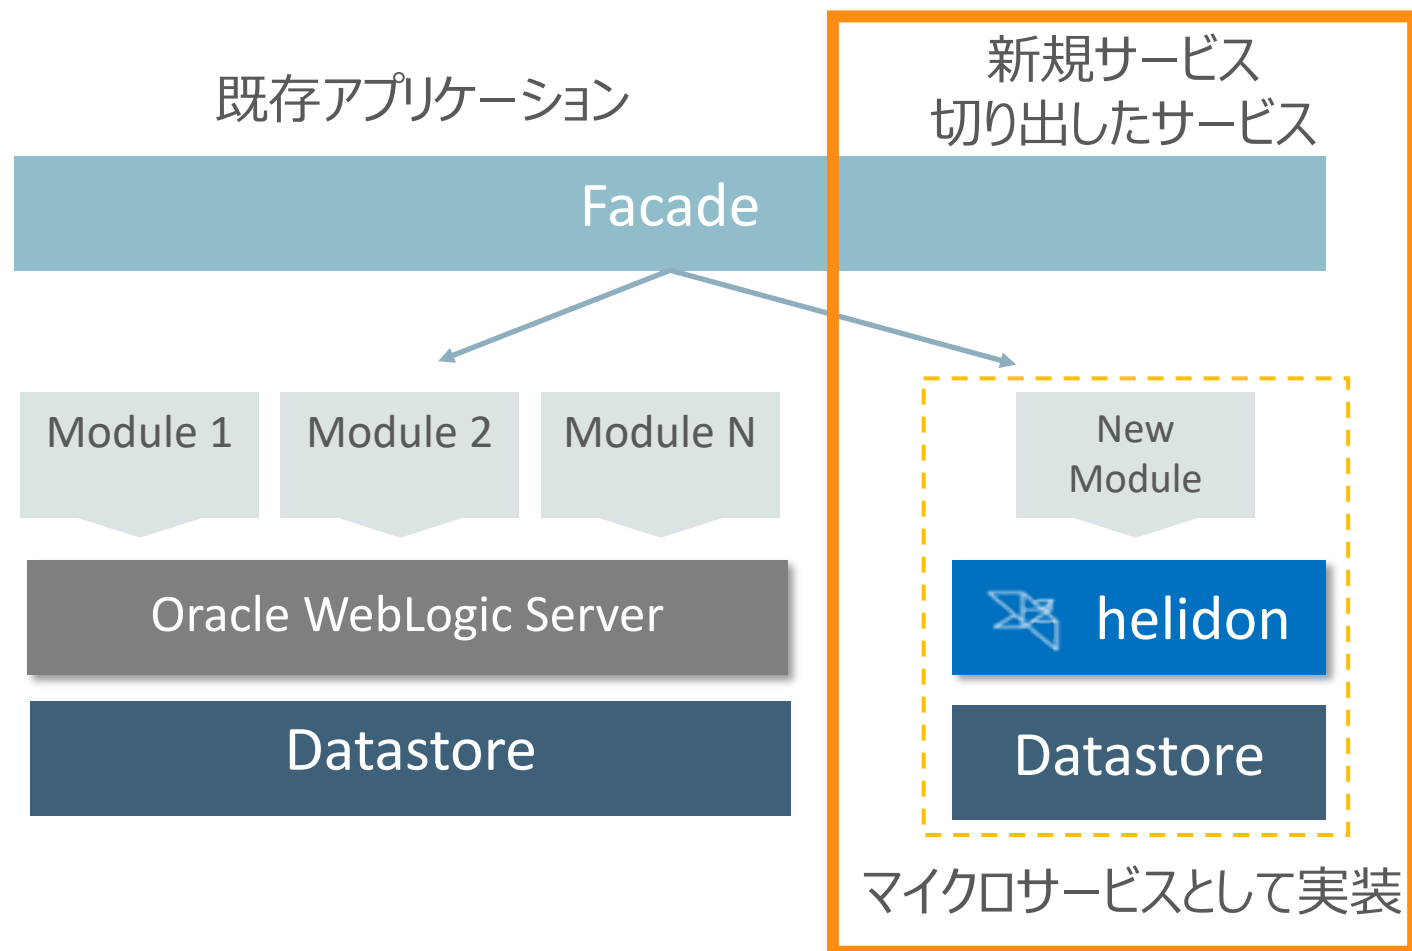 既存アプリケーション
新規サービス
切り出したサービス
Facade
Module 1
Module 2
Module N
New
Module
Oracle WebLogic Server
helidon
Datastore
Datastore
マイクロサービスとして実装